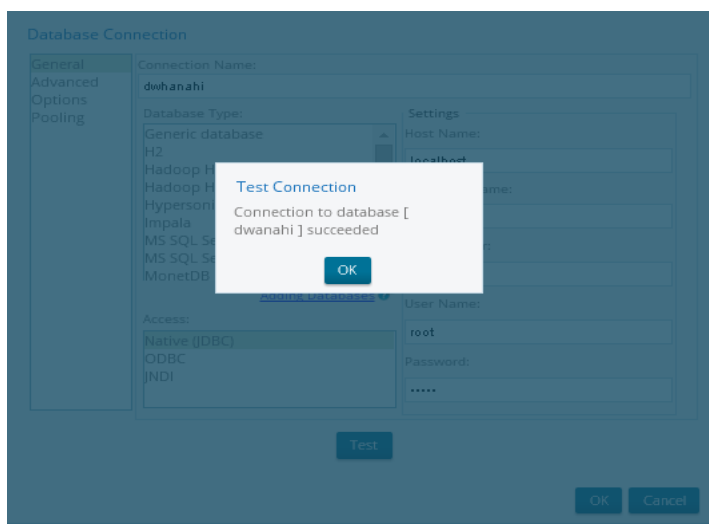 Database Connection
General
Advanced
Options
Pooling
Connection Name:
dwhanahi
Database Type:
Generic database
H2
Hadoop H
Hadoop H
Hypersoni
Impala
MS SQL Se
MS SQL Se
MonetDB
Adding Databases
Access:
Native (JDBC)
ODBC
JNDI
Settings
Host Name:
localhost
ame:
User Name:
root
Password:
•••••
Test Connection
Connection to database [
dwanahi ] succeeded
OK
Test
OK
Cancel